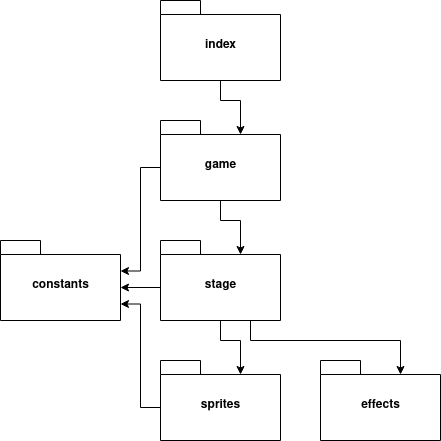 index
game
constants
stage
sprites
effects